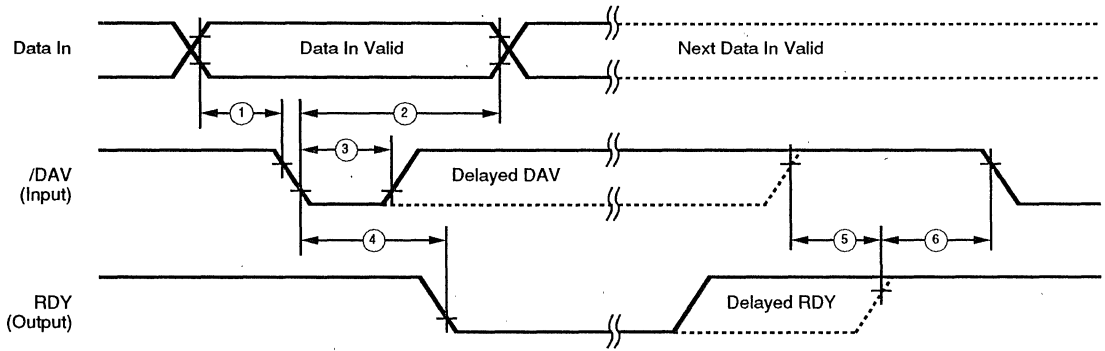 Data In
Data In Valid
Next Data In Valid
1
2
3
/DAV
(Input)
Delayed DAV
4
5
6
RDY
(Output)
Delayed RDY